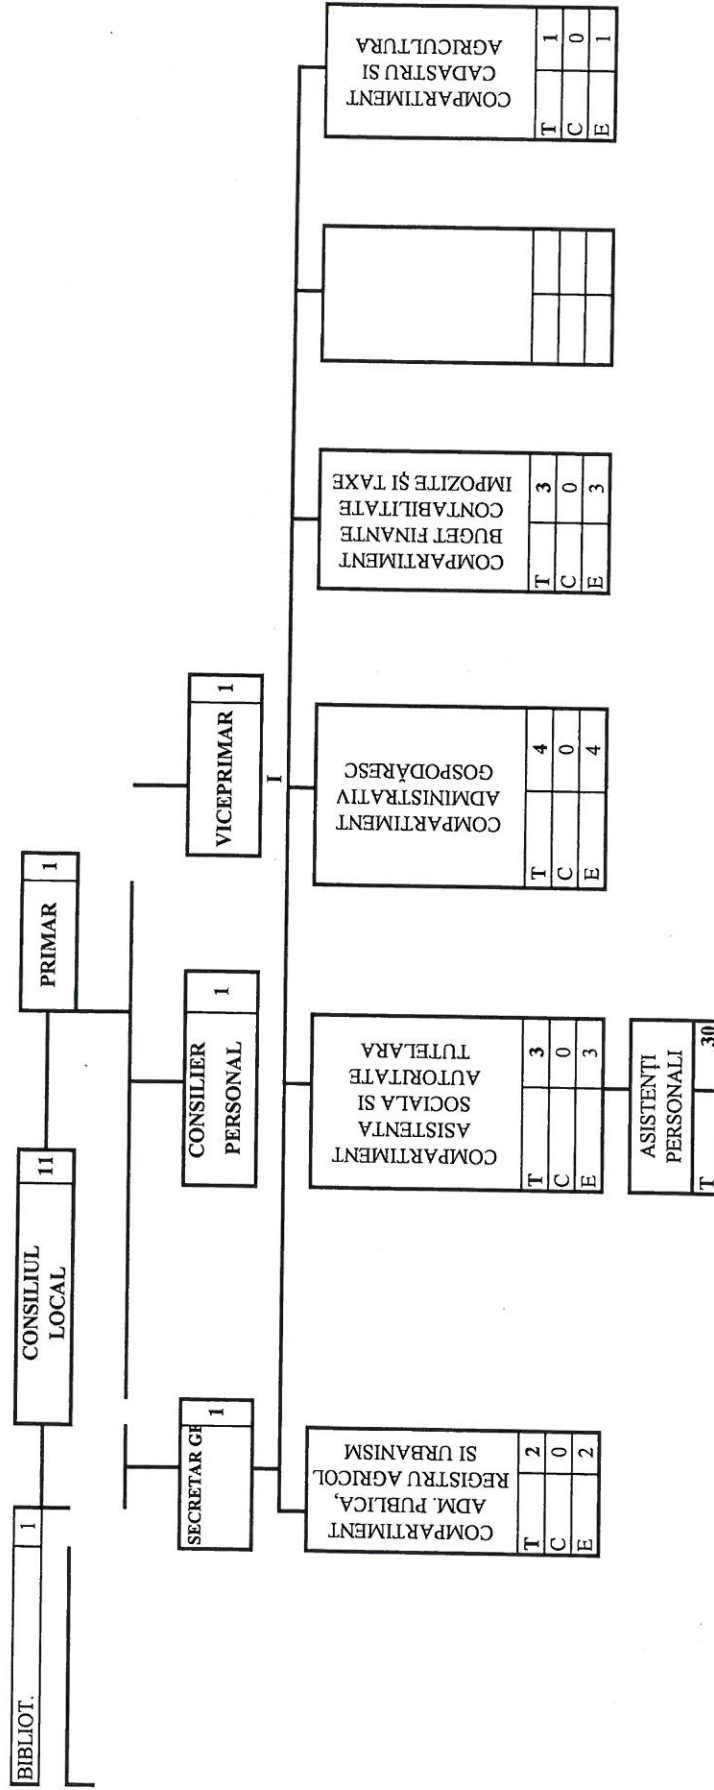 BIBLIOT. 1
CONSILIUL 11
LOCAL
PRIMAR 1
SECRETAR GE 1
CONSILIER 1
PERSONAL
VICEPRIMAR 1
I
COMPARTIMENT
ADM. PUBLICA,
REGISTRU AGRICOL
SI URBANISM
T 2
C 0
E 2
COMPARTIMENT
ASISTENTA
SOCIALA SI
AUTORITATE
TUTELARA
T 3
C 0
E 3
ASISTENȚI
PERSONALI
T 30
COMPARTIMENT
ADMINISTRATIV
GOSPODĂRESC
T 4
C 0
E 4
COMPARTIMENT
BUGET FINANTE
CONTABILITATE
IMPOZITE ŞI TAXE
T 3
C 0
E 3
COMPARTIMENT
CADASTRU SI
AGRICULTURA
T 1
C 0
E 1